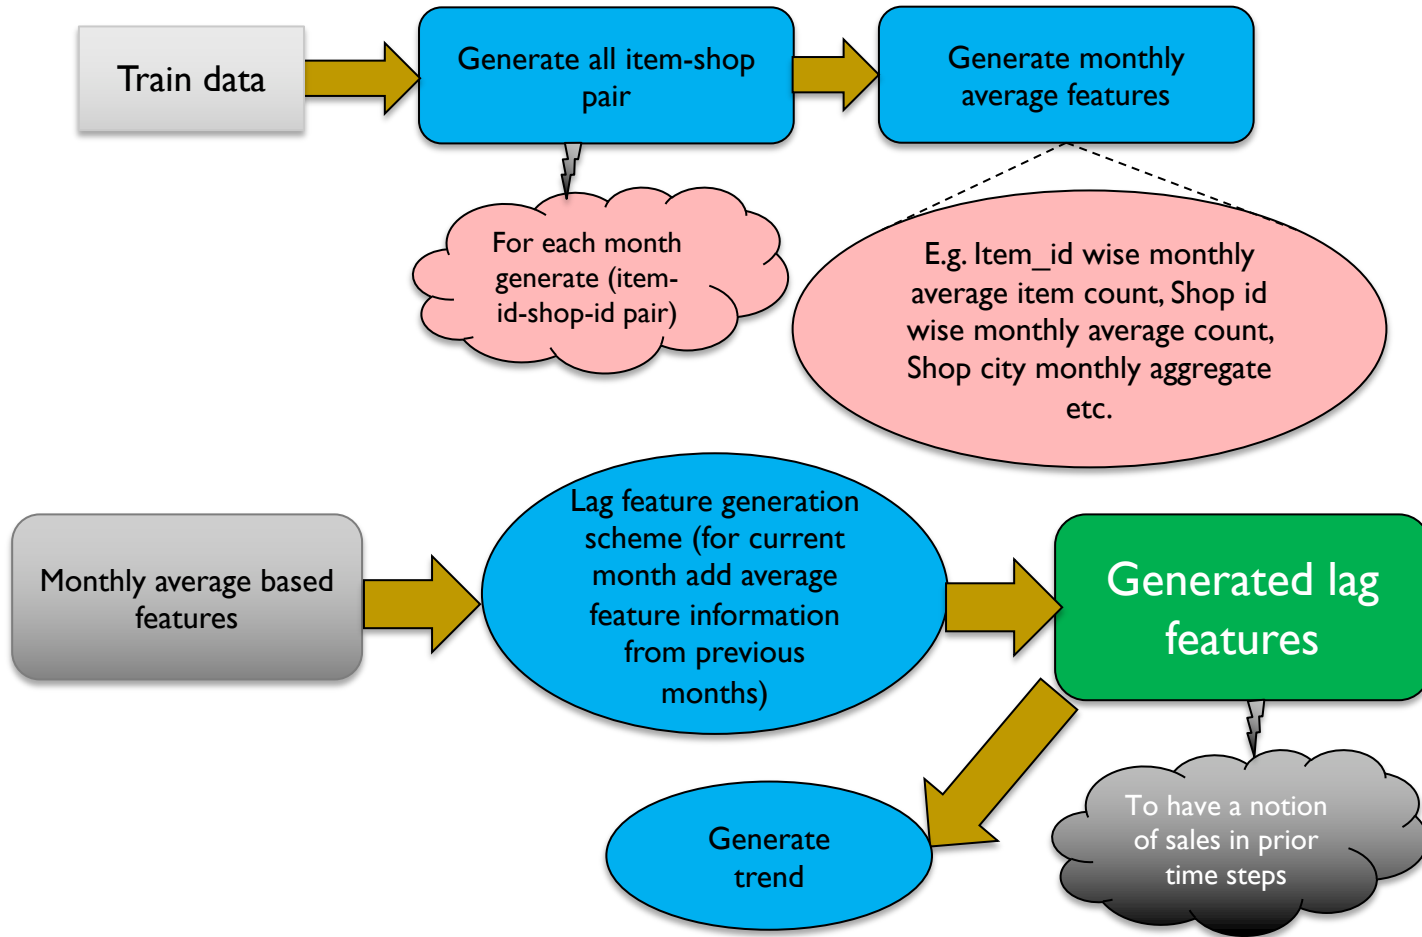 Train data
Generate all item-shop
pair
Generate monthly
average features
For each month
generate (item-
id-shop-id pair)
E.g. Item_id wise monthly
average item count, Shop id
wise monthly average count,
Shop city monthly aggregate
etc.
Monthly average based
features
Lag feature generation
scheme (for current
month add average
feature information
from previous
months)
Generated lag
features
Generate
trend
To have a notion
of sales in prior
time steps